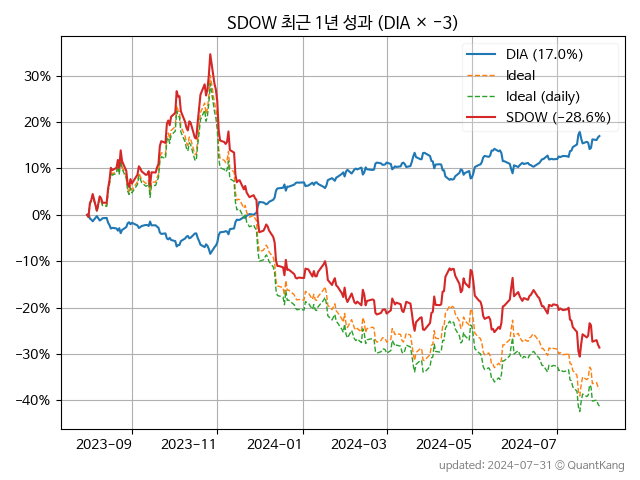 SDOW 최근 1년 성과 (DIA × −3)
DIA (17.0%)
Ideal
Ideal (daily)
SDOW (−28.6%)
30%
20%
10%
0%
−10%
−20%
−30%
−40%
2023-09 2023-11 2024-01 2024-03 2024-05 2024-07
updated: 2024-07-31 © QuantKang